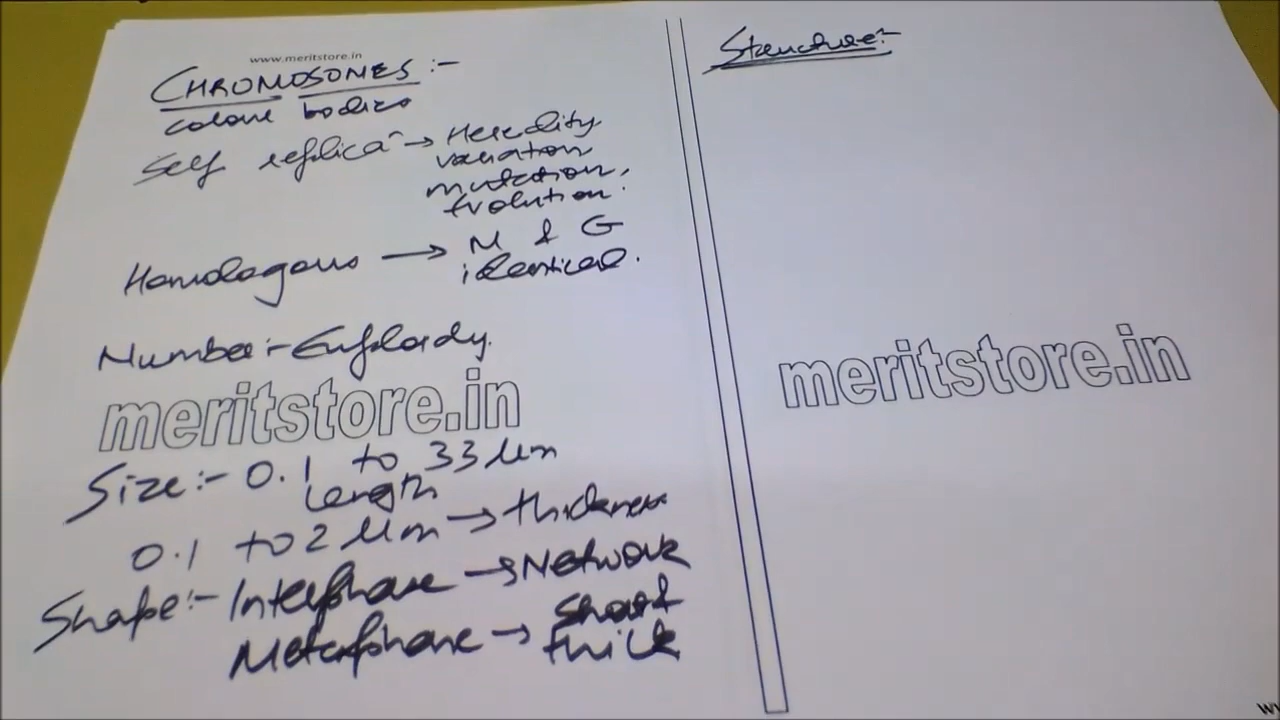 www.meritstore.in
CHROMOSOMES :-
colour bodies
Self replica → Heredity
variation
mutation,
Evolution.
Homologous → M & G
identical.
Number:- Euploidy.
meritstore.in
Size:- 0.1 to 33 µm
length
0.1 to 2 µm → thickness
Shape:- Interphase → Network
Metaphase → Short
thick
Structure:-
meritstore.in